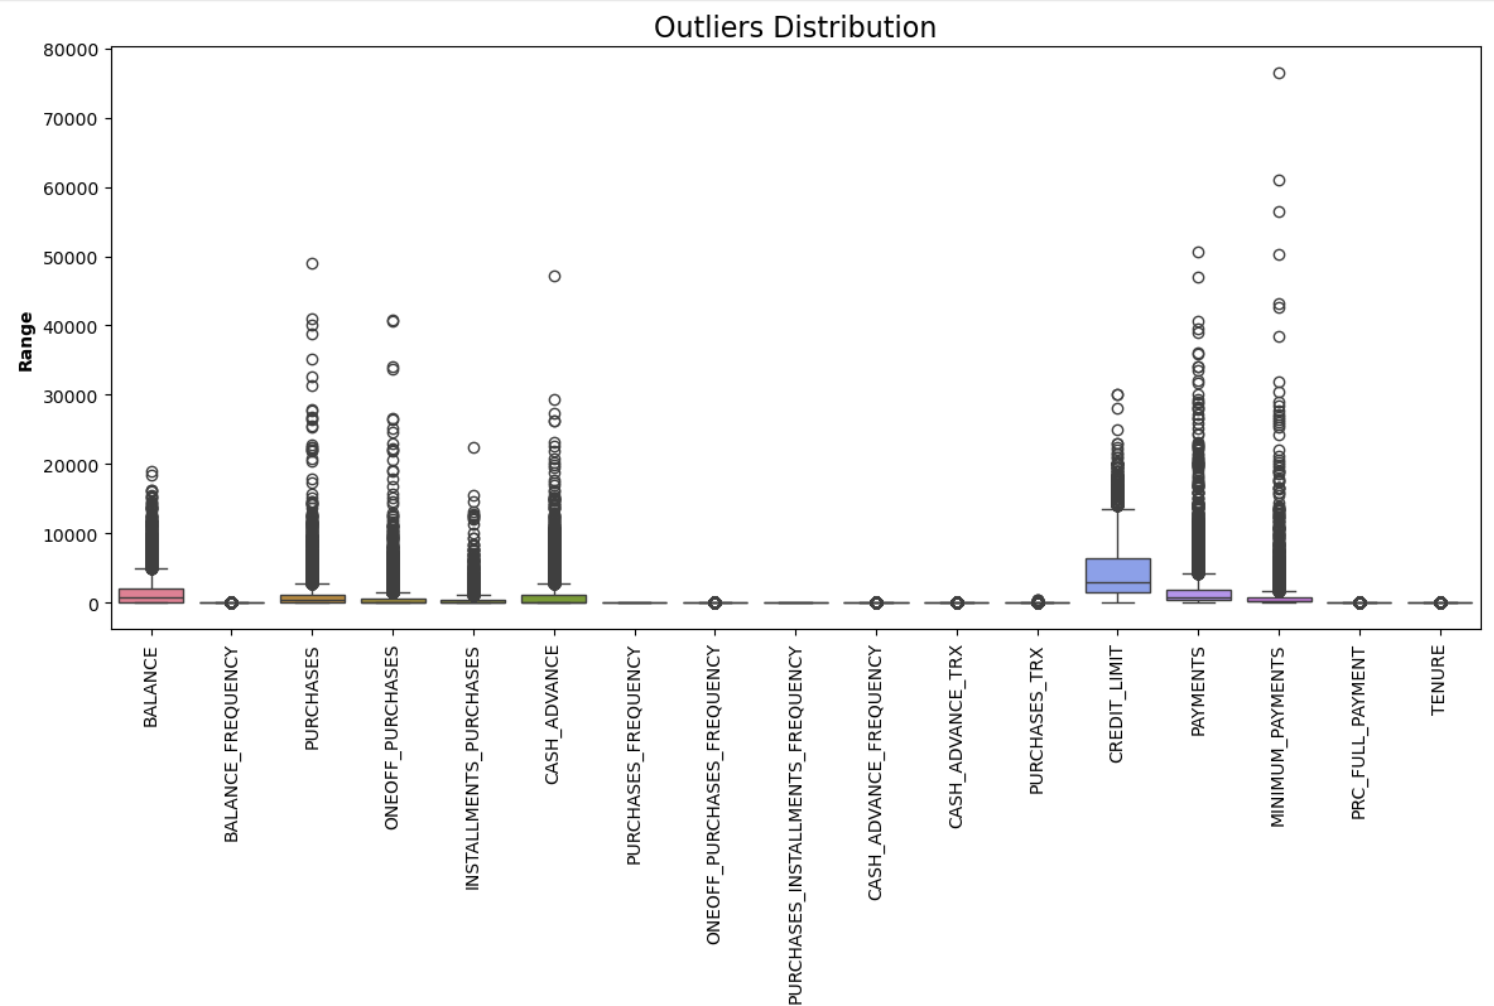 Outliers Distribution
80000
70000
60000
50000
40000
30000
20000
10000
0
Range
BALANCE
BALANCE_FREQUENCY
PURCHASES
ONEOFF_PURCHASES
INSTALLMENTS_PURCHASES
CASH_ADVANCE
PURCHASES_FREQUENCY
ONEOFF_PURCHASES_FREQUENCY
PURCHASES_INSTALLMENTS_FREQUENCY
CASH_ADVANCE_FREQUENCY
CASH_ADVANCE_TRX
PURCHASES_TRX
CREDIT_LIMIT
PAYMENTS
MINIMUM_PAYMENTS
PRC_FULL_PAYMENT
TENURE